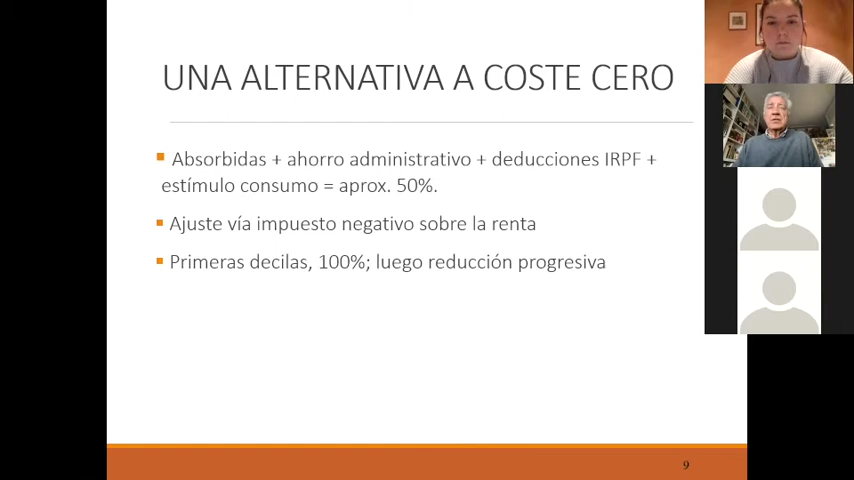 UNA ALTERNATIVA A COSTE CERO
Absorbidas + ahorro administrativo + deducciones IRPF +
estímulo consumo = aprox. 50%.
Ajuste vía impuesto negativo sobre la renta
Primeras decilas, 100%; luego reducción progresiva
9